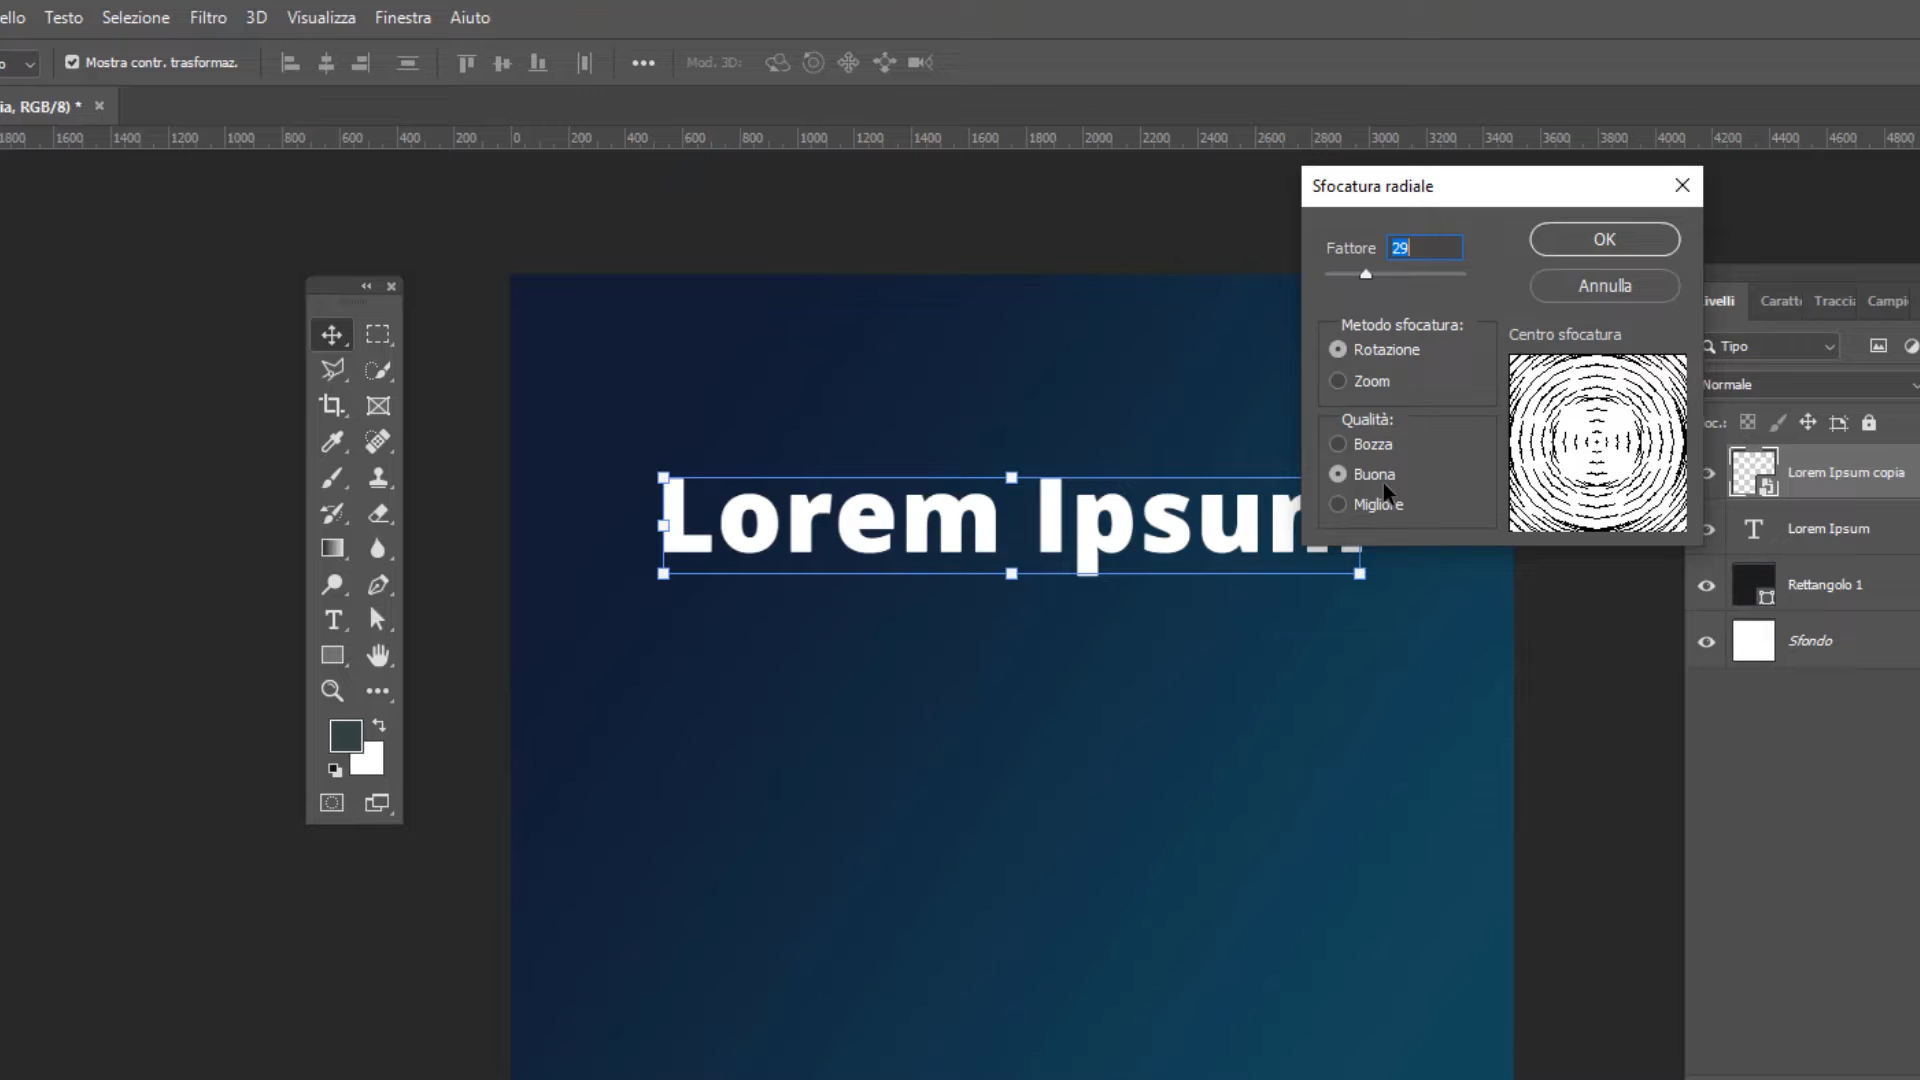 Testo Selezione Filtro 3D Visualizza Finestra Aiuto
Mostra contr. trasformaz. Mod. 3D:
ia, RGB/8) *
1800 1600 1400 1200 1000 800 600 400 200 0 200 400 600 800 1000 1200 1400 1600 1800 2000 2200 2400 2600 2800 3000 3200 3400 3600 3800 4000 4200 4400 4600 4800
Sfocatura radiale
Fattore 29
OK
Annulla
Metodo sfocatura:
Rotazione
Zoom
Centro sfocatura
Qualità:
Bozza
Buona
Migliore
ivelli Caratt Traccia Campi
Tipo
Normale
oc.:
Lorem Ipsum copia
Lorem Ipsum
Rettangolo 1
Sfondo
Lorem Ipsum